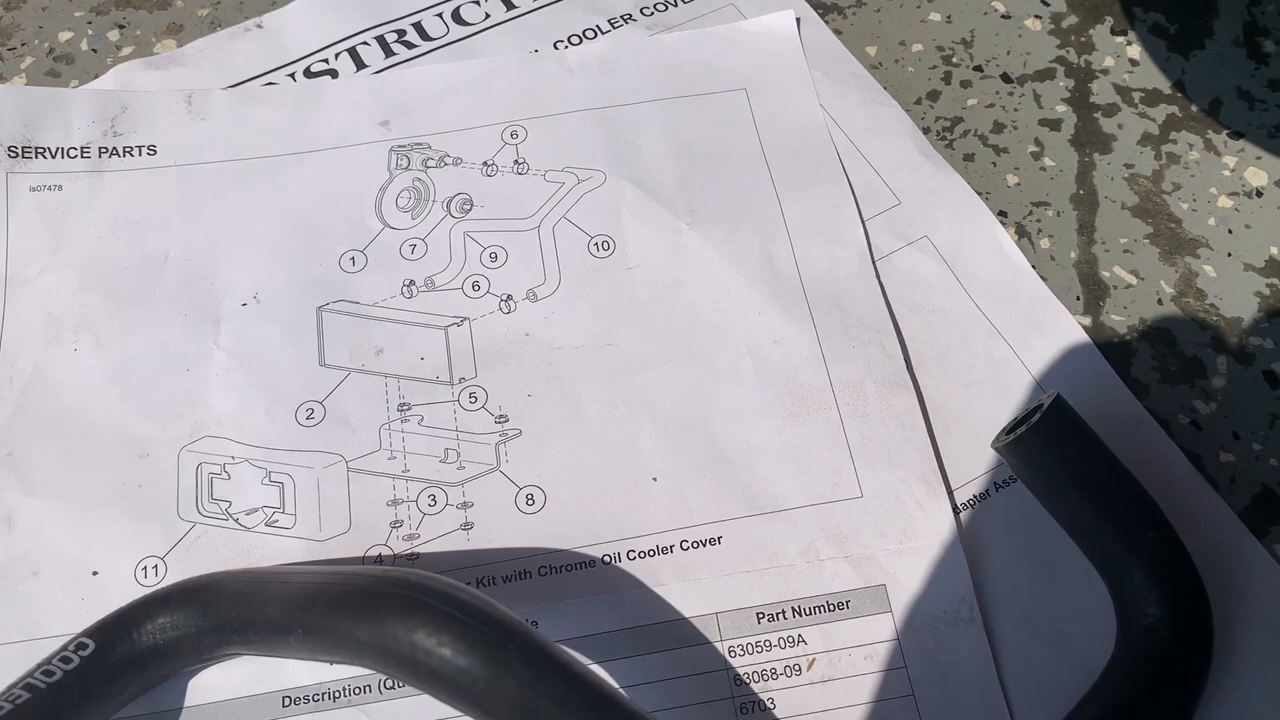 COOLER COVE
SERVICE PARTS
is07478
6
1
7
9
10
6
2
5
3
8
4
11
dapter Ass
Kit with Chrome Oil Cooler Cover
Part Number
63059-09A
63068-09
Description (Qu
6703
COOLE